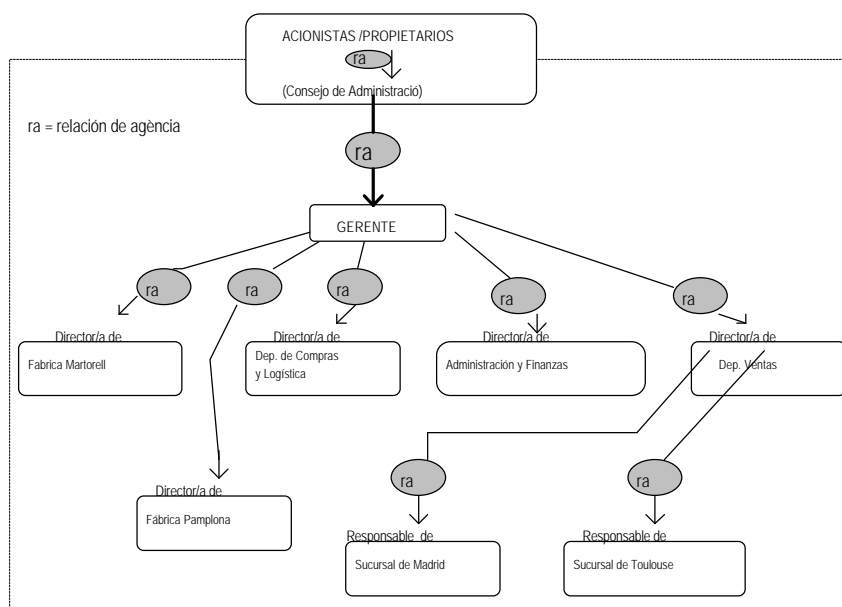 ACIONISTAS /PROPIETARIOS
ra
(Consejo de Administració)
ra = relación de agència
ra
GERENTE
ra
ra
ra
ra
ra
Director/a de
Fabrica Martorell
Director/a de
Dep. de Compras
y Logística
Director/a de
Administración y Finanzas
Director/a de
Dep. Ventas
ra
ra
Director/a de
Fábrica Pamplona
Responsable de
Sucursal de Madrid
Responsable de
Sucursal de Toulouse